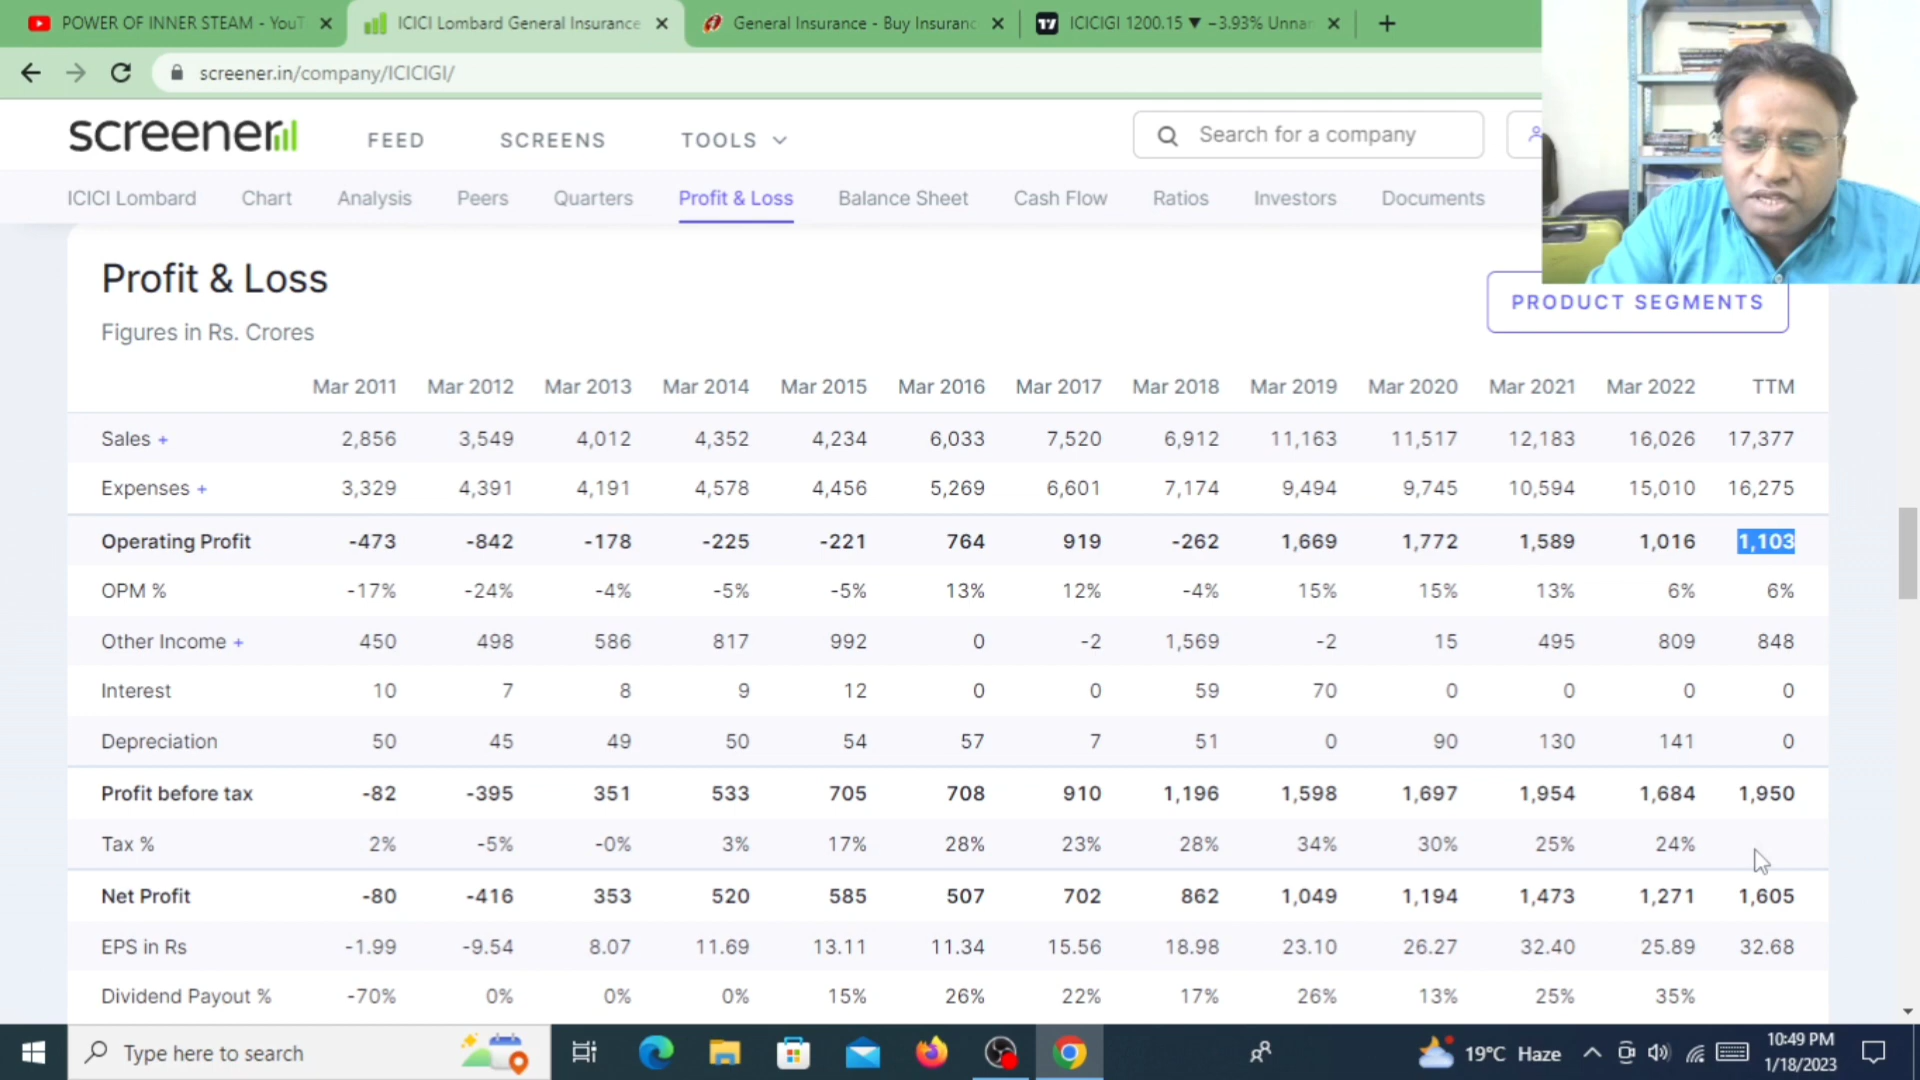 POWER OF INNER STEAM - YouT
ICICI Lombard General Insurance
General Insurance - Buy Insuranc
ICICIGI 1200.15 ▼ −3.93% Unnar
screener.in/company/ICICIGI/
screener
FEED SCREENS TOOLS
Search for a company
ICICI Lombard Chart Analysis Peers Quarters Profit & Loss Balance Sheet Cash Flow Ratios Investors Documents
Profit & Loss
PRODUCT SEGMENTS
Figures in Rs. Crores
Mar 2011 Mar 2012 Mar 2013 Mar 2014 Mar 2015 Mar 2016 Mar 2017 Mar 2018 Mar 2019 Mar 2020 Mar 2021 Mar 2022 TTM
Sales + 2,856 3,549 4,012 4,352 4,234 6,033 7,520 6,912 11,163 11,517 12,183 16,026 17,377
Expenses + 3,329 4,391 4,191 4,578 4,456 5,269 6,601 7,174 9,494 9,745 10,594 15,010 16,275
Operating Profit -473 -842 -178 -225 -221 764 919 -262 1,669 1,772 1,589 1,016 1,103
OPM % -17% -24% -4% -5% -5% 13% 12% -4% 15% 15% 13% 6% 6%
Other Income + 450 498 586 817 992 0 -2 1,569 -2 15 495 809 848
Interest 10 7 8 9 12 0 0 59 70 0 0 0 0
Depreciation 50 45 49 50 54 57 7 51 0 90 130 141 0
Profit before tax -82 -395 351 533 705 708 910 1,196 1,598 1,697 1,954 1,684 1,950
Tax % 2% -5% -0% 3% 17% 28% 23% 28% 34% 30% 25% 24%
Net Profit -80 -416 353 520 585 507 702 862 1,049 1,194 1,473 1,271 1,605
EPS in Rs -1.99 -9.54 8.07 11.69 13.11 11.34 15.56 18.98 23.10 26.27 32.40 25.89 32.68
Dividend Payout % -70% 0% 0% 0% 15% 26% 22% 17% 26% 13% 25% 35%
Type here to search
19°C Haze
10:49 PM
1/18/2023